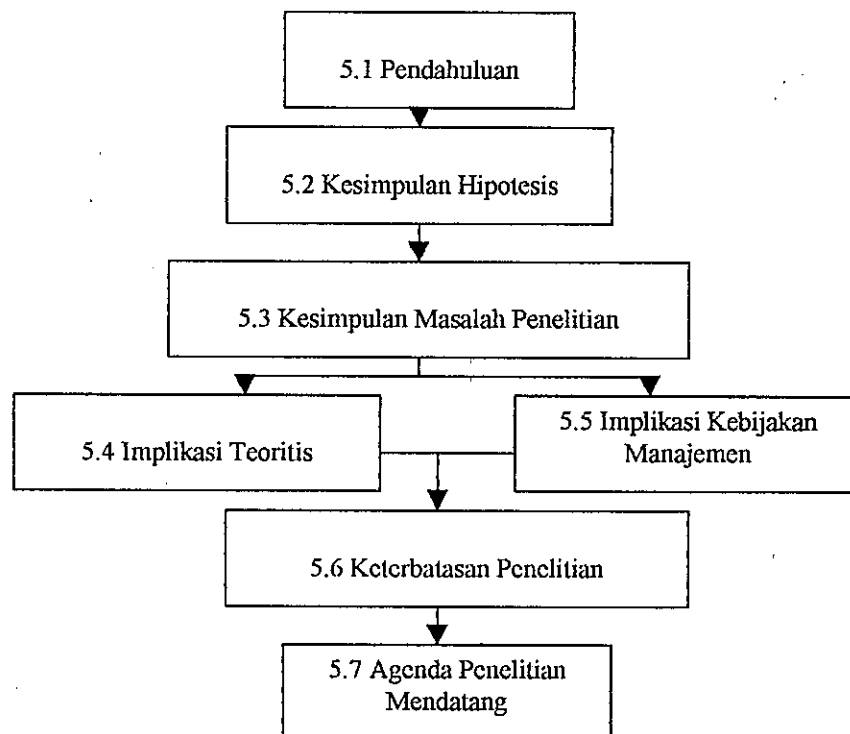 5.1 Pendahuluan
5.2 Kesimpulan Hipotesis
5.3 Kesimpulan Masalah Penelitian
5.4 Implikasi Teoritis
5.5 Implikasi Kebijakan
Manajemen
5.6 Keterbatasan Penelitian
5.7 Agenda Penelitian
Mendatang